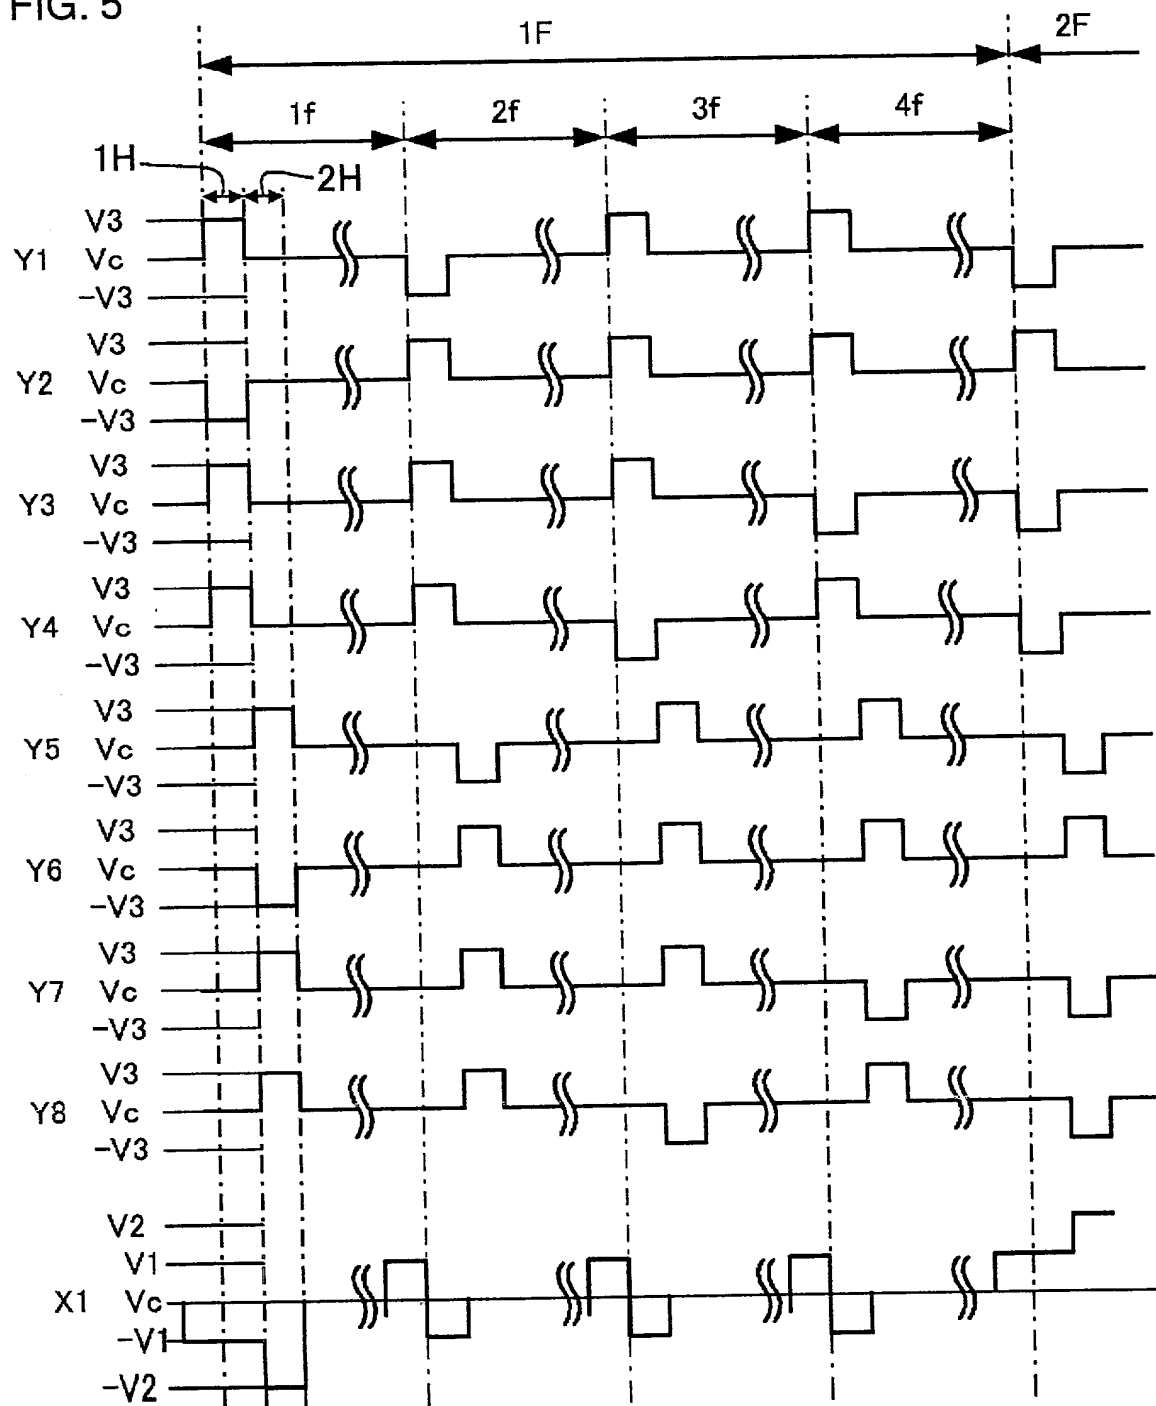 FIG. 5
1F 2F
1f 2f 3f 4f
1H 2H
V3
Y1 Vc
-V3
V3
Y2 Vc
-V3
V3
Y3 Vc
-V3
V3
Y4 Vc
-V3
V3
Y5 Vc
-V3
V3
Y6 Vc
-V3
V3
Y7 Vc
-V3
V3
Y8 Vc
-V3
V2
V1
X1 Vc
-V1
-V2